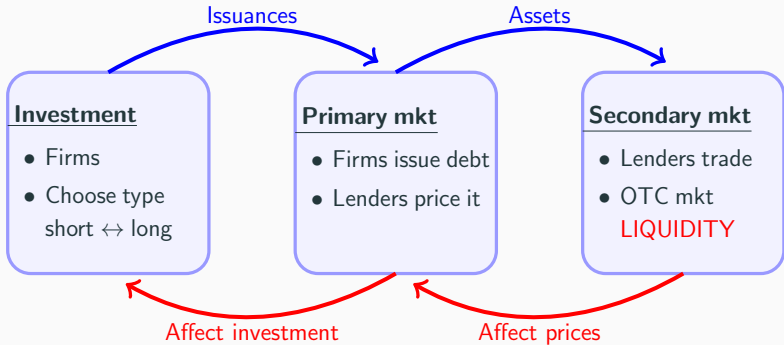 Issuances
Assets
Investment
• Firms
• Choose type
short ↔ long
Primary mkt
• Firms issue debt
• Lenders price it
Secondary mkt
• Lenders trade
• OTC mkt
LIQUIDITY
Affect investment
Affect prices